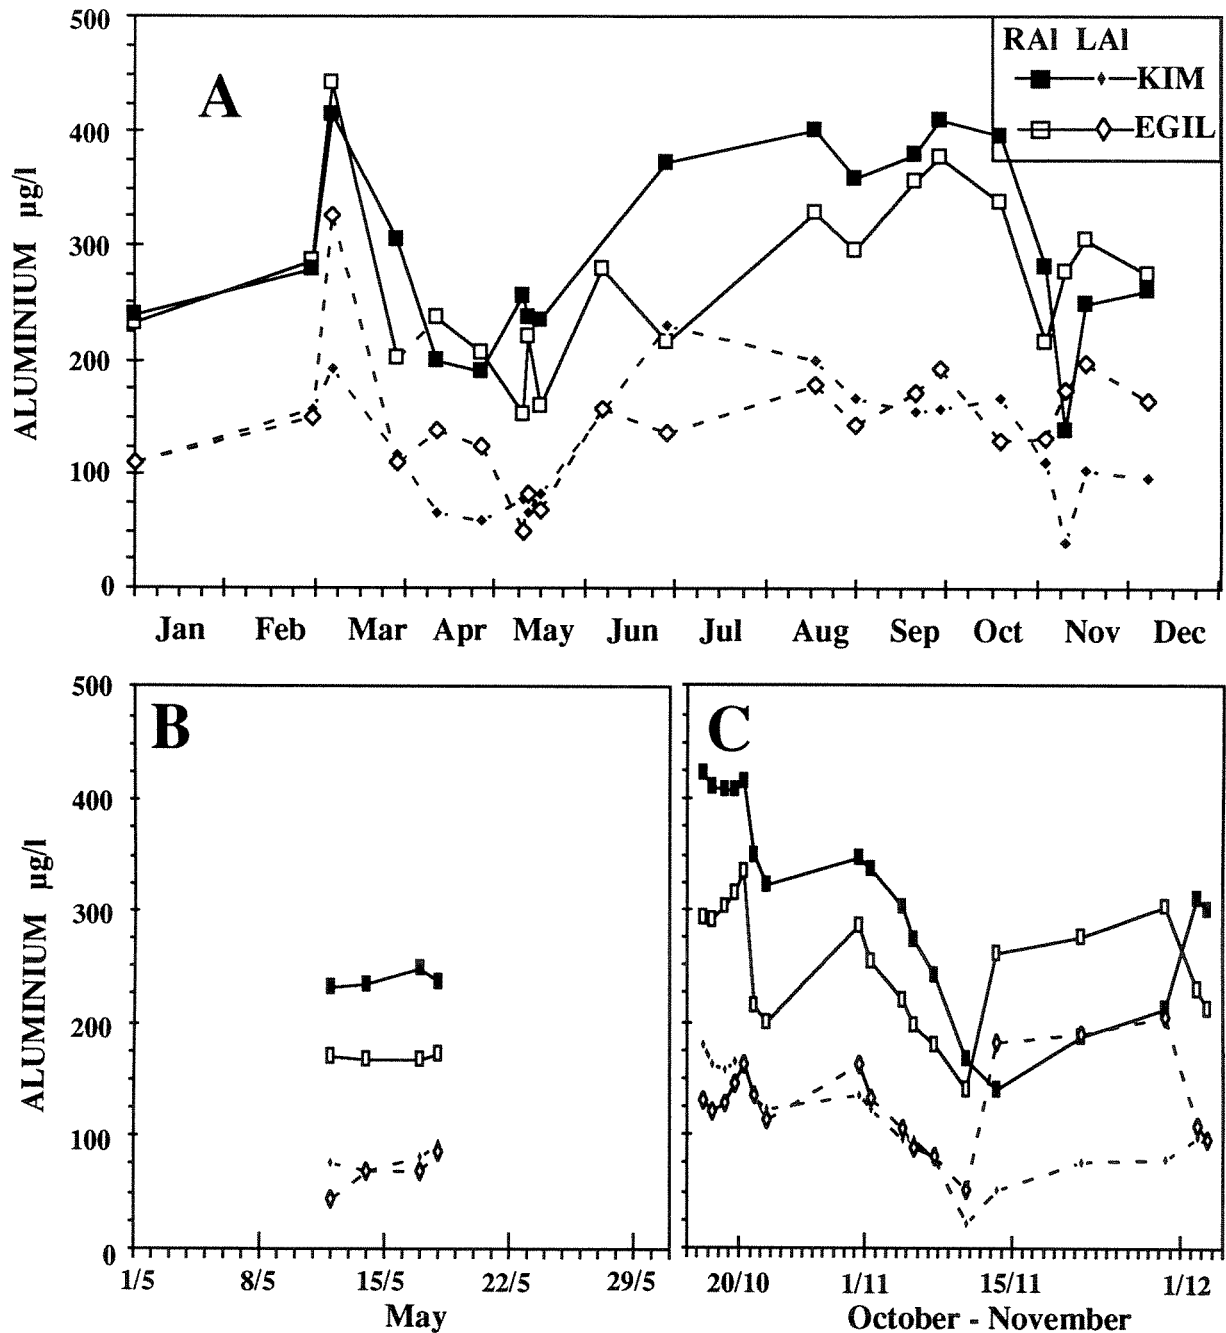 500
400
300
200
100
0
ALUMINIUM µg/l
A
RAl LAl
KIM
EGIL
Jan Feb Mar Apr May Jun Jul Aug Sep Oct Nov Dec
500
400
300
200
100
0
ALUMINIUM µg/l
B
1/5 8/5 15/5 22/5 29/5
May
C
20/10 1/11 15/11 1/12
October - November